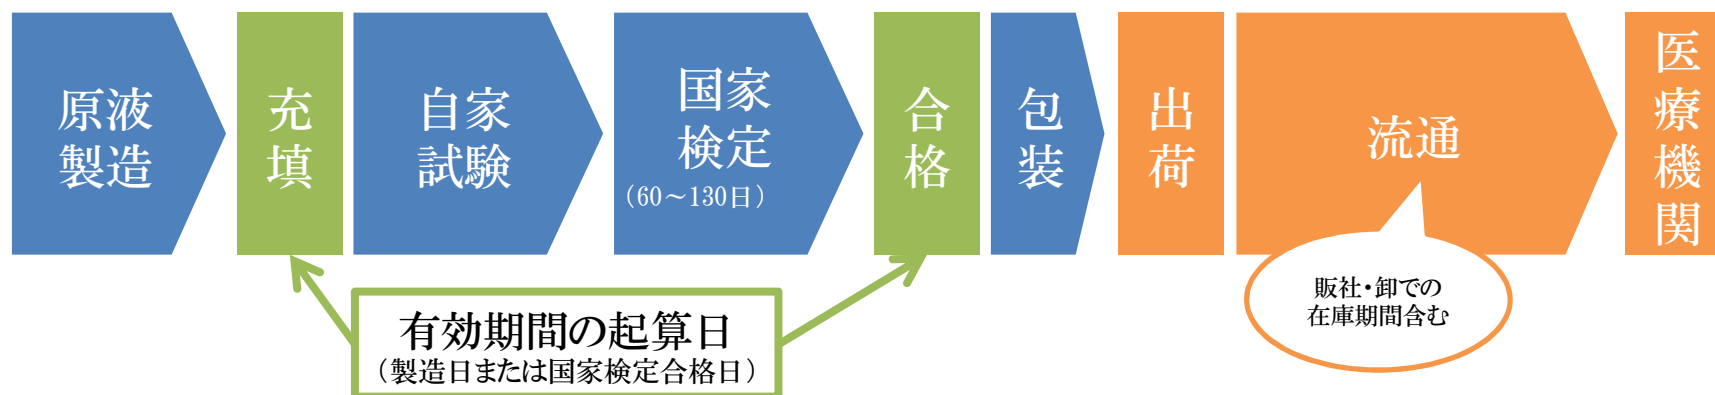 原液
製造
充
填
自家
試験
国家
検定
（60～130日）
合
格
包
装
出
荷
流通
医
療
機
関
有効期間の起算日
（製造日または国家検定合格日）
販社・卸での
在庫期間含む